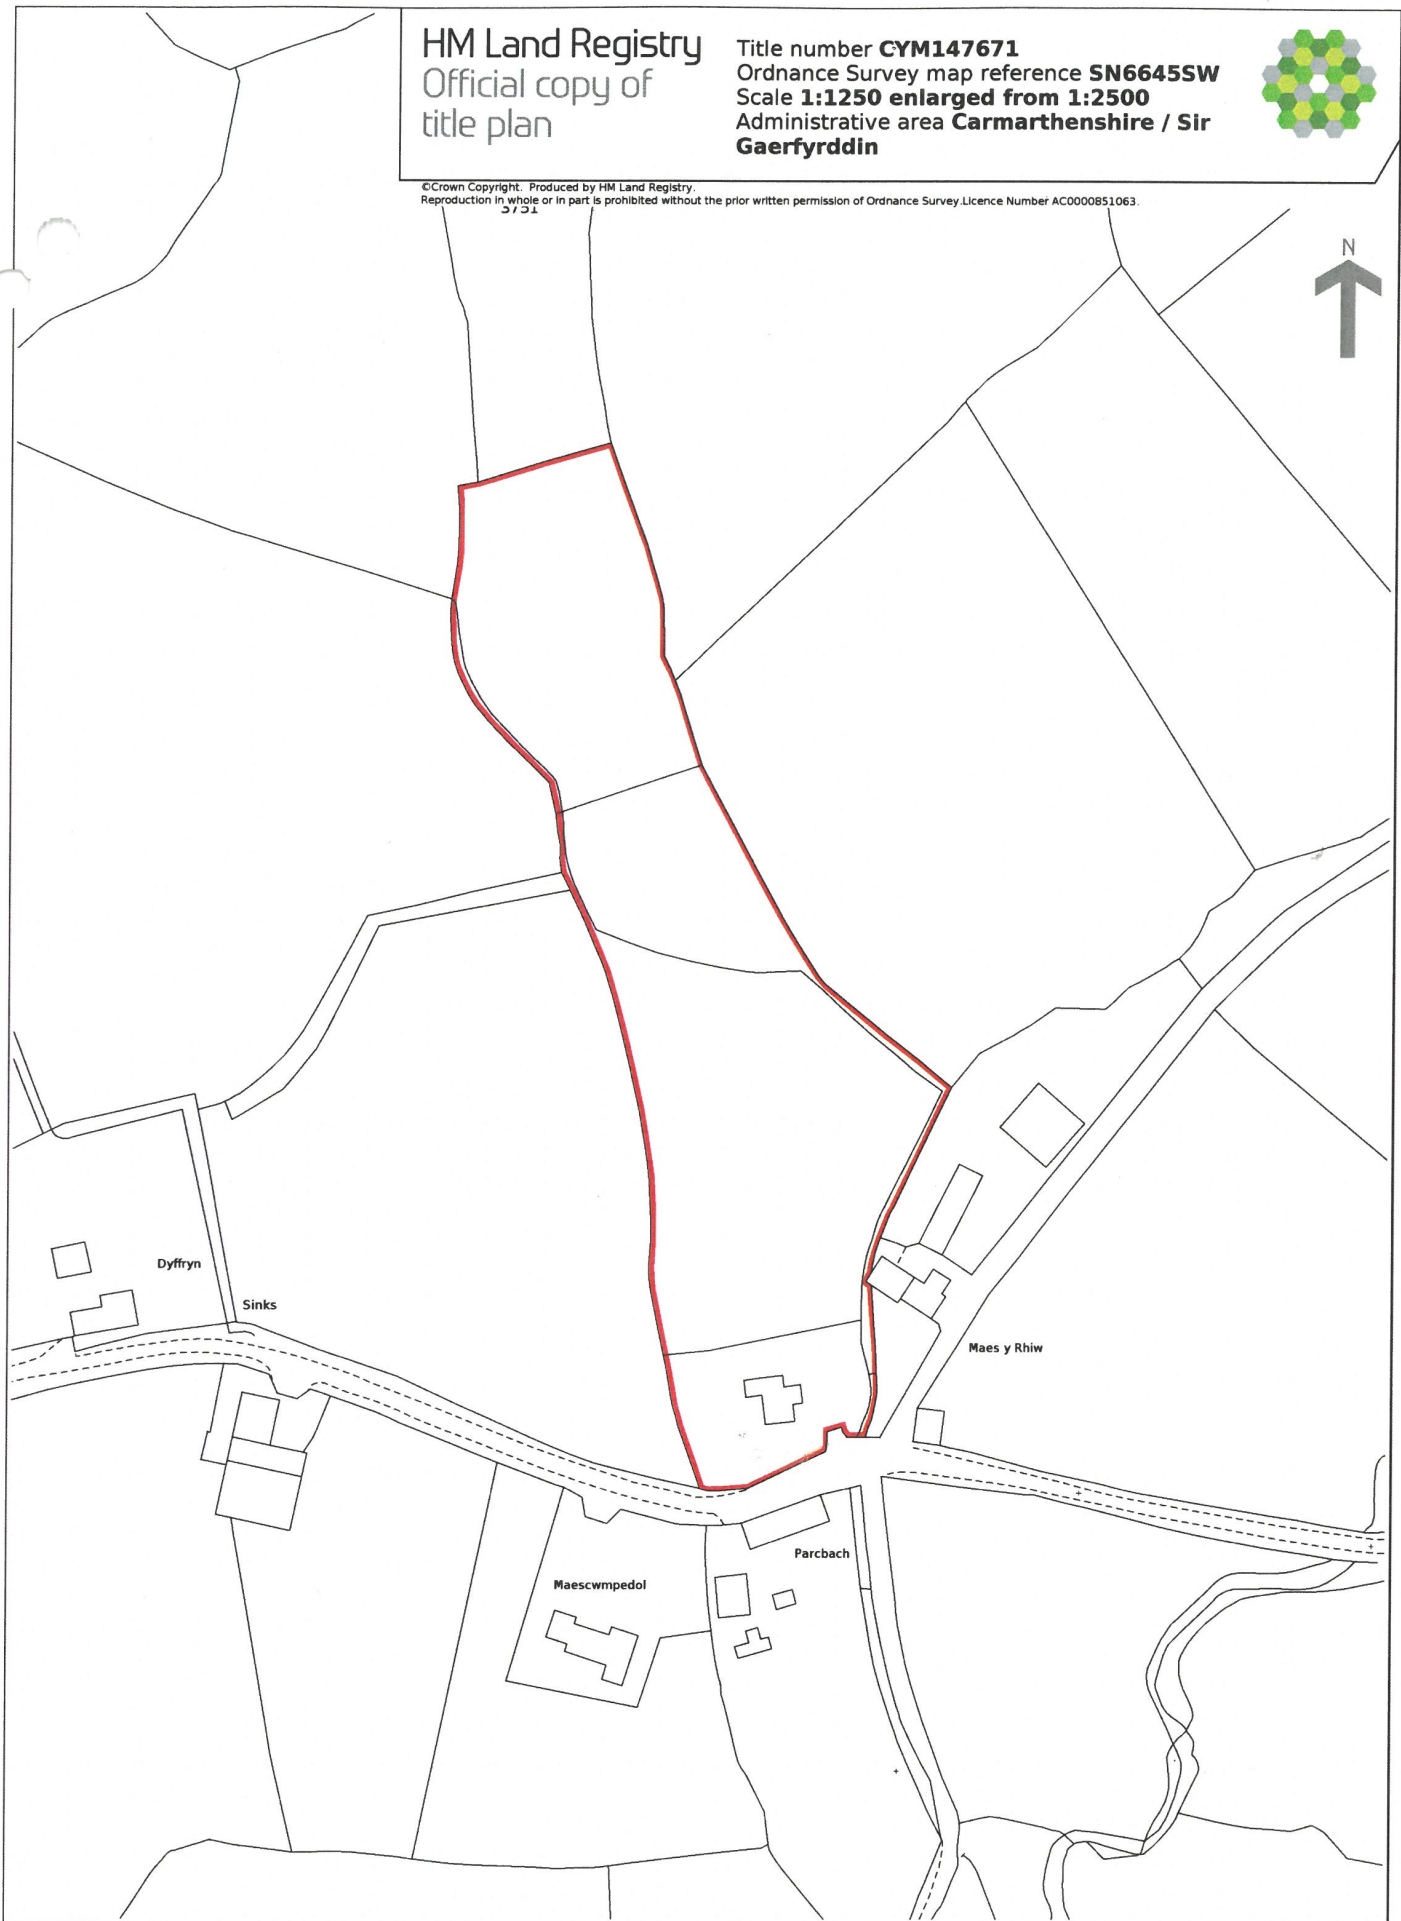 HM Land Registry
Official copy of
title plan
Title number CYM147671
Ordnance Survey map reference SN6645SW
Scale 1:1250 enlarged from 1:2500
Administrative area Carmarthenshire / Sir
Gaerfyrddin
©Crown Copyright. Produced by HM Land Registry.
Reproduction in whole or in part is prohibited without the prior written permission of Ordnance Survey.Licence Number AC0000851063.
N
Dyffryn
Sinks
Maes y Rhiw
Parcbach
Maescwmpedol